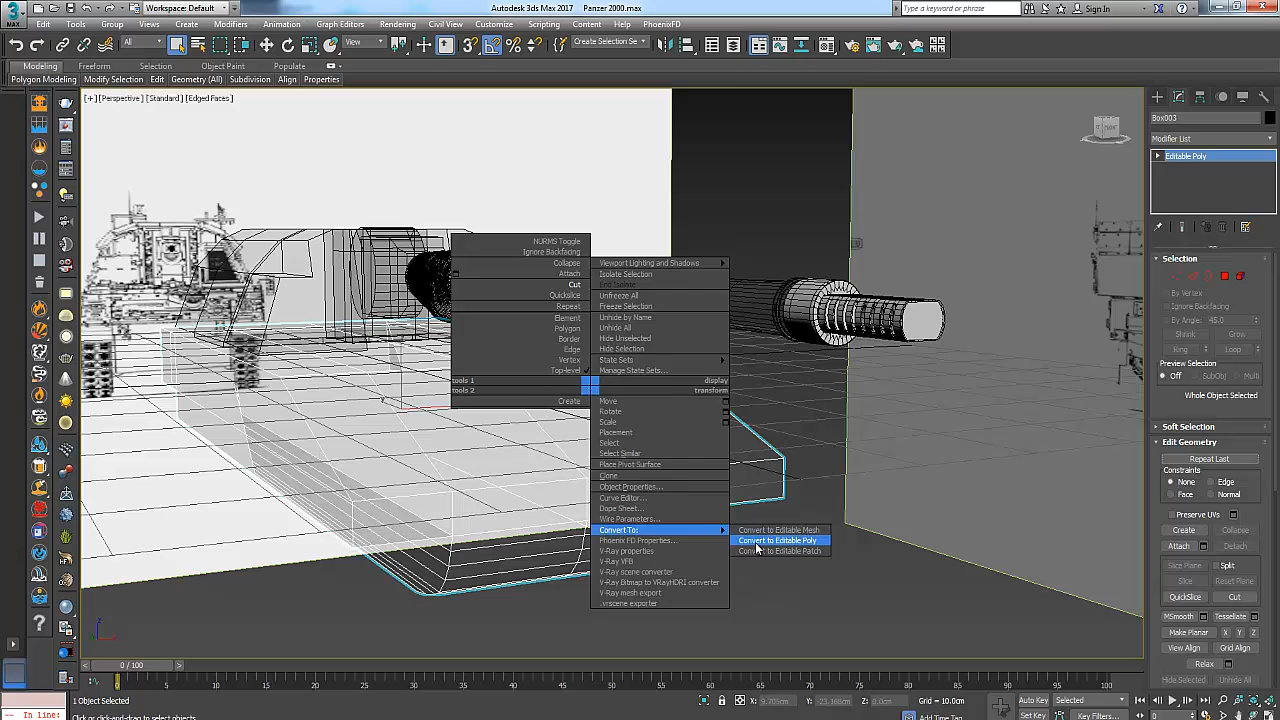 Autodesk 3ds Max 2017    Panzer 2000.max
Workspace: Default
Type a keyword or phrase
Sign In
MAX
Edit Tools Group Views Create Modifiers Animation Graph Editors Rendering Civil View Customize Scripting Content Help PhoenixFD
All
View
Create Selection Se
Modeling Freeform Selection Object Paint Populate
Polygon Modeling Modify Selection Edit Geometry (All) Subdivision Align Tools Properties
[+] [Perspective] [Standard] [Edged Faces]
NURMS Toggle
Ignore Backfacing
Collapse
Attach
Cut
Quickslice
Repeat
Element
Polygon
Border
Edge
Vertex
Top-level
tools 1
tools 2
Create
Viewport Lighting and Shadows
Isolate Selection
End Isolate
Unfreeze All
Freeze Selection
Unhide by Name
Unhide All
Hide Unselected
Hide Selection
State Sets
Manage State Sets...
display
transform
Move
Rotate
Scale
Placement
Select
Select Similar
Place Pivot Surface
Clone
Object Properties...
Curve Editor...
Dope Sheet...
Wire Parameters...
Convert To:
Phoenix FD Properties...
V-Ray properties
V-Ray VFB
V-Ray scene converter
V-Ray Bitmap to VRayHDRI converter
V-Ray mesh export
.vrscene exporter
Convert to Editable Mesh
Convert to Editable Poly
Convert to Editable Patch
Box003
Modifier List
Editable Poly
Selection
By Vertex
Ignore Backfacing
By Angle: 45.0
Shrink Grow
Ring Loop
Preview Selection
Off SubObj Multi
Whole Object Selected
Soft Selection
Edit Geometry
Repeat Last
Constraints
None Edge
Face Normal
Preserve UVs
Create Collapse
Attach Detach
Slice Plane Split
Slice Reset Plane
QuickSlice Cut
MSmooth Tessellate
Make Planar X Y Z
View Align Grid Align
Relax
Hide Selected Unhide All
0 / 100
0 5 10 15 20 25 30 35 40 45 50 55 60 65 70 75 80 85 90 95 100
1 Object Selected
X: 9.705cm Y: -23.168cm Z: 0.0cm Grid = 10.0cm
Auto Key Selected
Welcome to M
Click or click-and-drag to select objects
Add Time Tag
Set Key Key Filters...